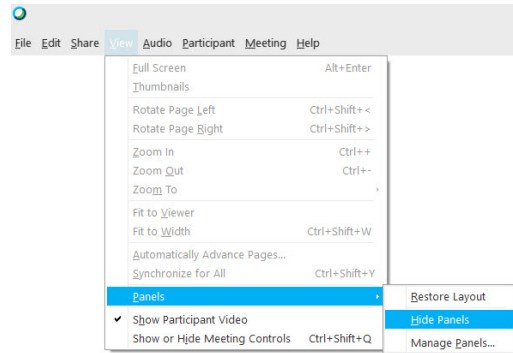 File Edit Share View Audio Participant Meeting Help
Full Screen Alt+Enter
Thumbnails
Rotate Page Left Ctrl+Shift+<
Rotate Page Right Ctrl+Shift+>
Zoom In Ctrl++
Zoom Out Ctrl+-
Zoom To
Fit to Viewer
Fit to Width Ctrl+Shift+W
Automatically Advance Pages...
Synchronize for All Ctrl+Shift+Y
Panels
Restore Layout
Show Participant Video
Hide Panels
Show or Hide Meeting Controls Ctrl+Shift+Q
Manage Panels...